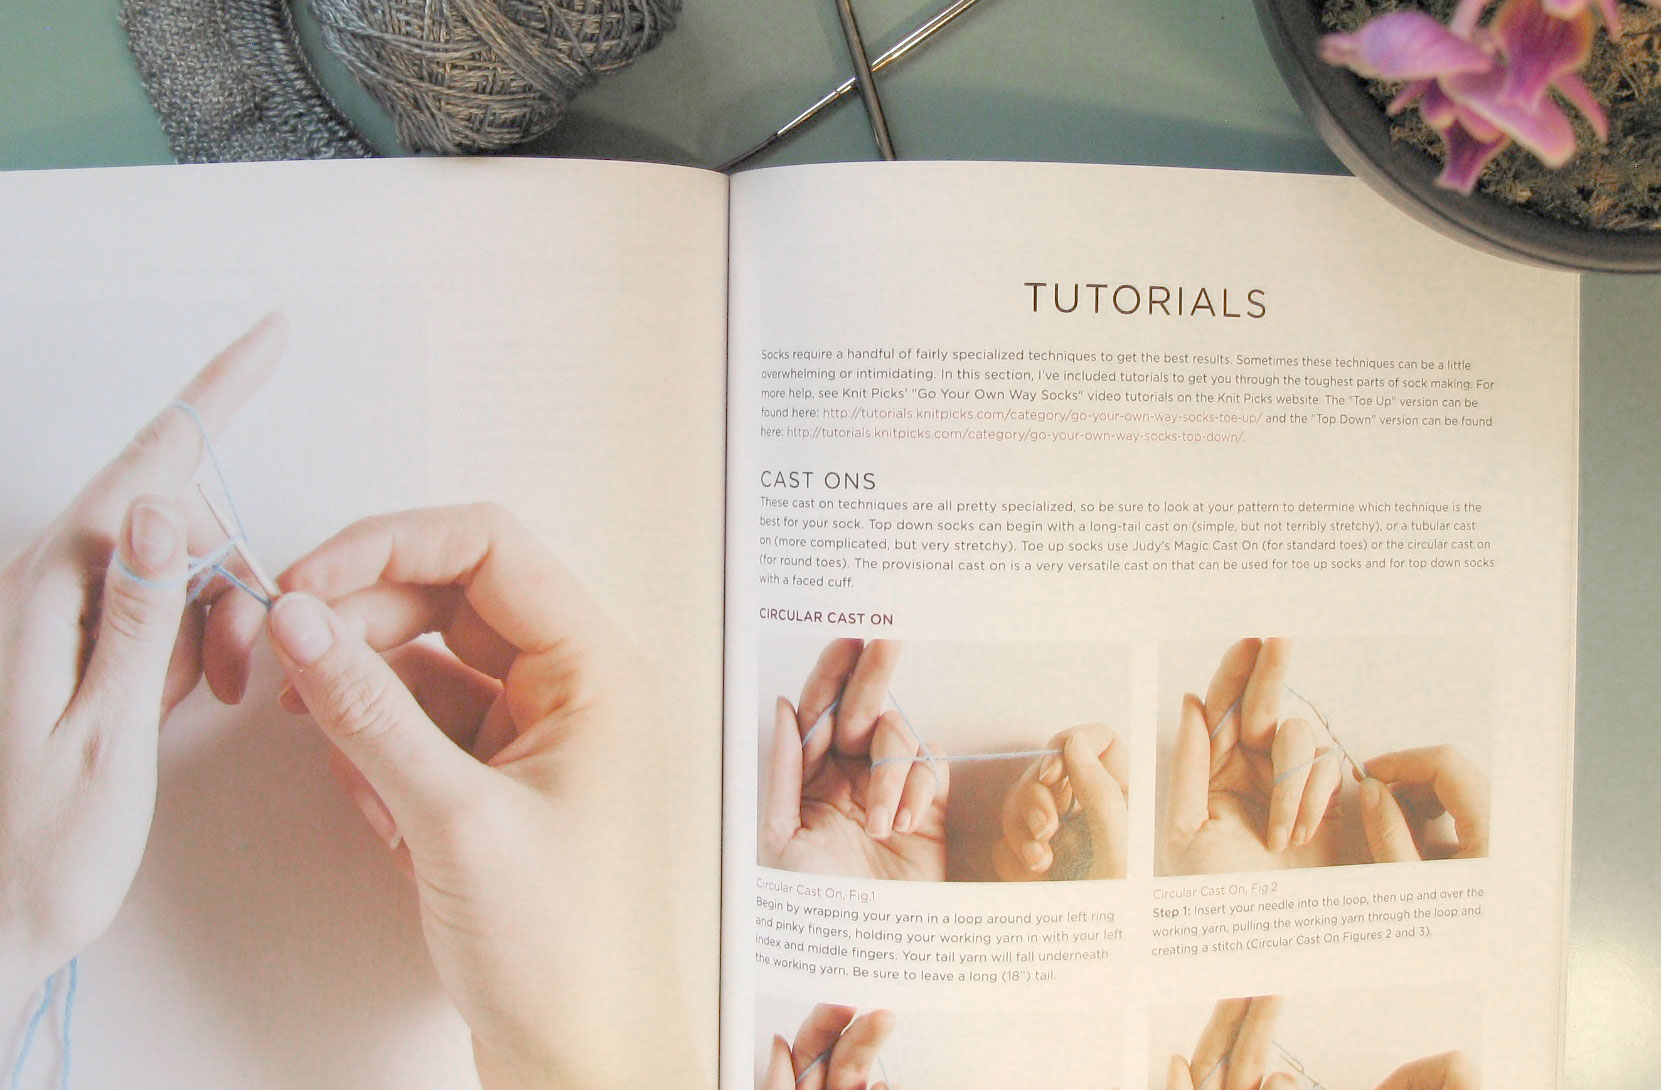 TUTORIALS
Socks require a handful of fairly specialized techniques to get the best results. Sometimes these techniques can be a little
overwhelming or intimidating. In this section, I've included tutorials to get you through the toughest parts of sock making. For
more help, see Knit Picks' "Go Your Own Way Socks" video tutorials on the Knit Picks website. The "Toe Up" version can be
found here: http://tutorials.knitpicks.com/category/go-your-own-way-socks-toe-up/ and the "Top Down" version can be found
here: http://tutorials.knitpicks.com/category/go-your-own-way-socks-top-down/.
CAST ONS
These cast on techniques are all pretty specialized, so be sure to look at your pattern to determine which technique is the
best for your sock. Top down socks can begin with a long-tail cast on (simple, but not terribly stretchy), or a tubular cast
on (more complicated, but very stretchy). Toe up socks use Judy's Magic Cast On (for standard toes) or the circular cast on
(for round toes). The provisional cast on is a very versatile cast on that can be used for toe up socks and for top down socks
with a faced cuff.
CIRCULAR CAST ON
Circular Cast On, Fig.1
Begin by wrapping your yarn in a loop around your left ring
and pinky fingers, holding your working yarn in with your left
index and middle fingers. Your tail yarn will fall underneath
the working yarn. Be sure to leave a long (18") tail.
Circular Cast On, Fig.2
Step 1: Insert your needle into the loop, then up and over the
working yarn, pulling the working yarn through the loop and
creating a stitch (Circular Cast On Figures 2 and 3).